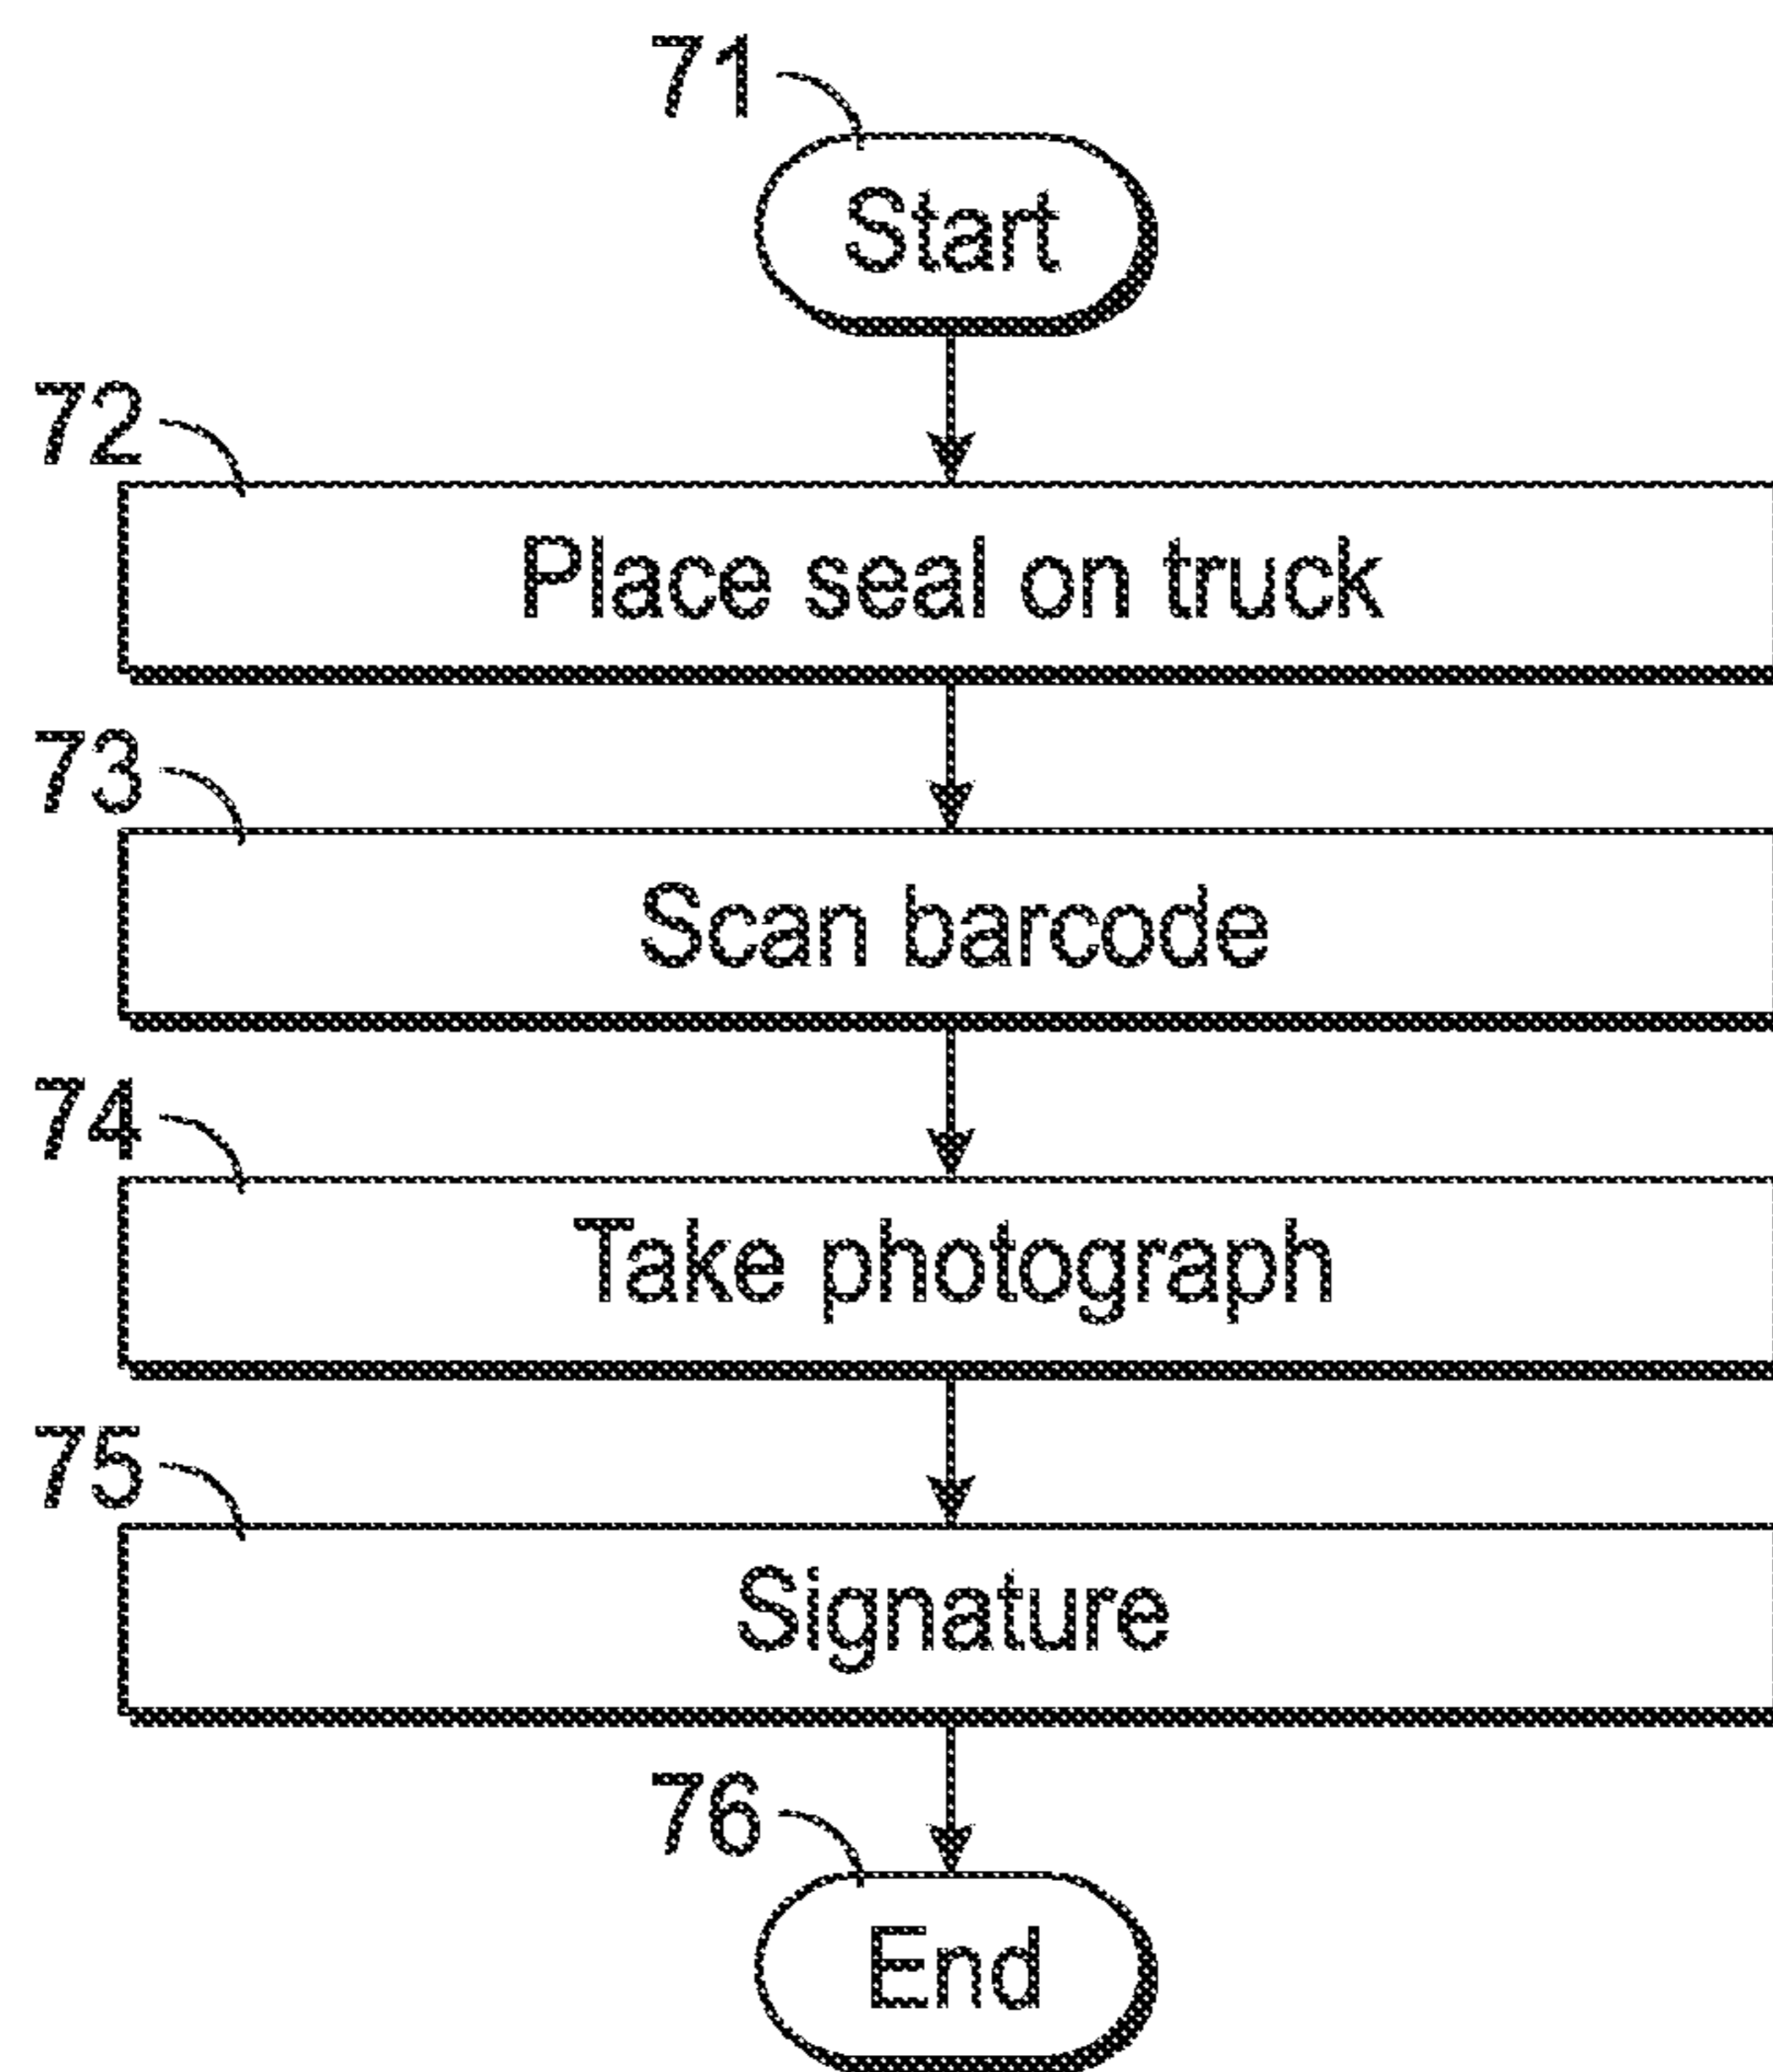 71
Start
72
Place seal on truck
73
Scan barcode
74
Take photograph
75
Signature
76
End